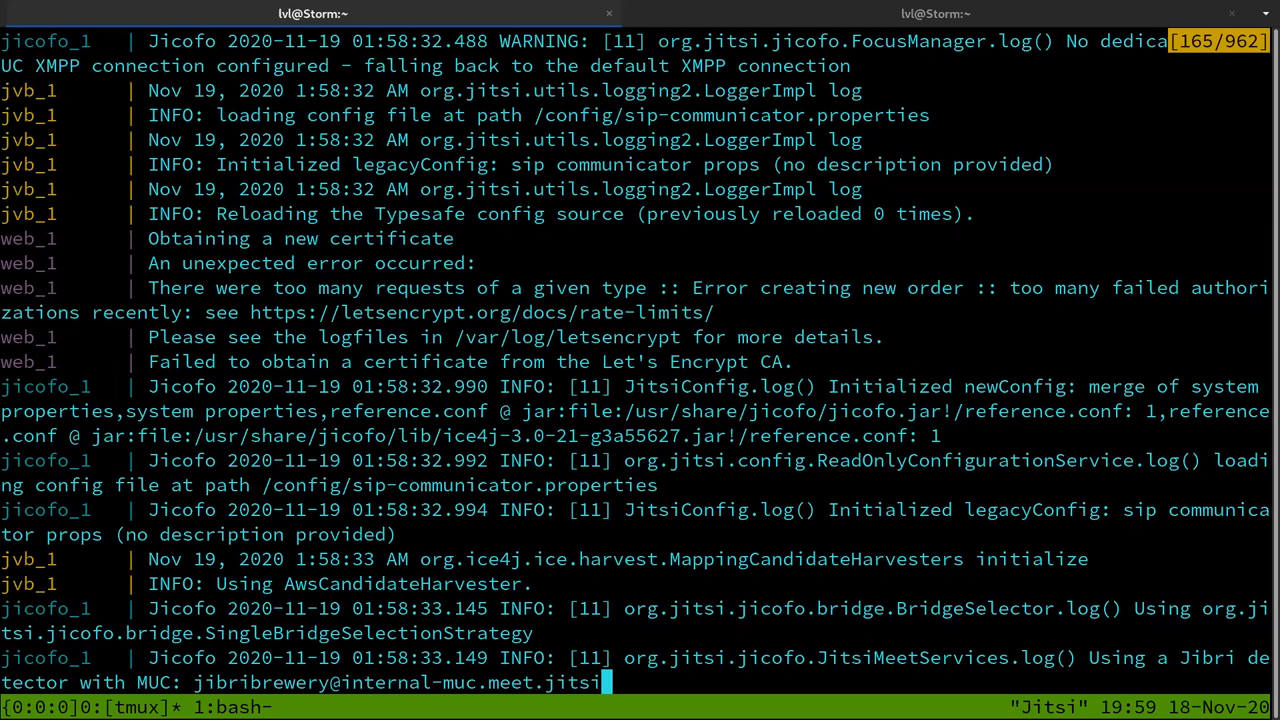 lvl@Storm:~ × lvl@Storm:~ ×
jicofo_1 | Jicofo 2020-11-19 01:58:32.488 WARNING: [11] org.jitsi.jicofo.FocusManager.log() No dedica[165/962]
UC XMPP connection configured - falling back to the default XMPP connection
jvb_1 | Nov 19, 2020 1:58:32 AM org.jitsi.utils.logging2.LoggerImpl log
jvb_1 | INFO: loading config file at path /config/sip-communicator.properties
jvb_1 | Nov 19, 2020 1:58:32 AM org.jitsi.utils.logging2.LoggerImpl log
jvb_1 | INFO: Initialized legacyConfig: sip communicator props (no description provided)
jvb_1 | Nov 19, 2020 1:58:32 AM org.jitsi.utils.logging2.LoggerImpl log
jvb_1 | INFO: Reloading the Typesafe config source (previously reloaded 0 times).
web_1 | Obtaining a new certificate
web_1 | An unexpected error occurred:
web_1 | There were too many requests of a given type :: Error creating new order :: too many failed authori
zations recently: see https://letsencrypt.org/docs/rate-limits/
web_1 | Please see the logfiles in /var/log/letsencrypt for more details.
web_1 | Failed to obtain a certificate from the Let's Encrypt CA.
jicofo_1 | Jicofo 2020-11-19 01:58:32.990 INFO: [11] JitsiConfig.log() Initialized newConfig: merge of system
properties,system properties,reference.conf @ jar:file:/usr/share/jicofo/jicofo.jar!/reference.conf: 1,reference
.conf @ jar:file:/usr/share/jicofo/lib/ice4j-3.0-21-g3a55627.jar!/reference.conf: 1
jicofo_1 | Jicofo 2020-11-19 01:58:32.992 INFO: [11] org.jitsi.config.ReadOnlyConfigurationService.log() loadi
ng config file at path /config/sip-communicator.properties
jicofo_1 | Jicofo 2020-11-19 01:58:32.994 INFO: [11] JitsiConfig.log() Initialized legacyConfig: sip communica
tor props (no description provided)
jvb_1 | Nov 19, 2020 1:58:33 AM org.ice4j.ice.harvest.MappingCandidateHarvesters initialize
jvb_1 | INFO: Using AwsCandidateHarvester.
jicofo_1 | Jicofo 2020-11-19 01:58:33.145 INFO: [11] org.jitsi.jicofo.bridge.BridgeSelector.log() Using org.ji
tsi.jicofo.bridge.SingleBridgeSelectionStrategy
jicofo_1 | Jicofo 2020-11-19 01:58:33.149 INFO: [11] org.jitsi.jicofo.JitsiMeetServices.log() Using a Jibri de
tector with MUC: jibribrewery@internal-muc.meet.jitsi
{0:0:0}0:[tmux]* 1:bash- "Jitsi" 19:59 18-Nov-20